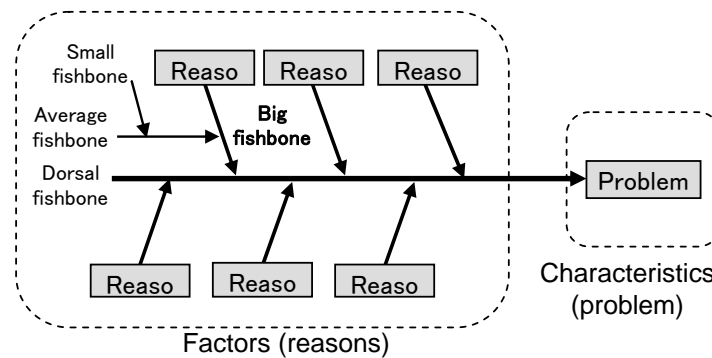 Small
fishbone
Reaso
Reaso
Reaso
Average
fishbone
Big
fishbone
Dorsal
fishbone
Problem
Reaso
Reaso
Reaso
Characteristics
(problem)
Factors (reasons)